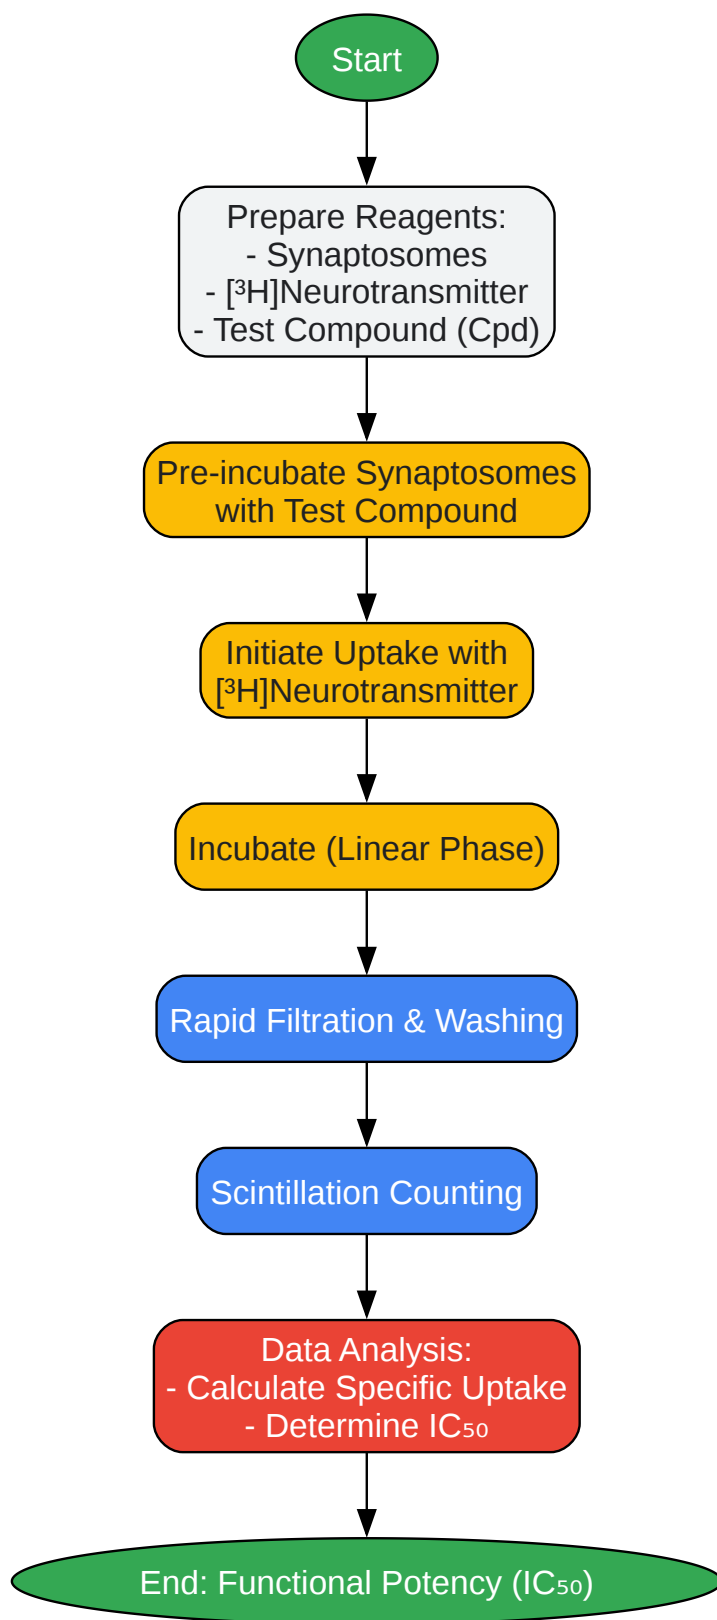 Start
Prepare Reagents:
- Synaptosomes
- [³H]Neurotransmitter
- Test Compound (Cpd)
Pre-incubate Synaptosomes
with Test Compound
Initiate Uptake with
[³H]Neurotransmitter
Incubate (Linear Phase)
Rapid Filtration & Washing
Scintillation Counting
Data Analysis:
- Calculate Specific Uptake
- Determine IC₅₀
End: Functional Potency (IC₅₀)